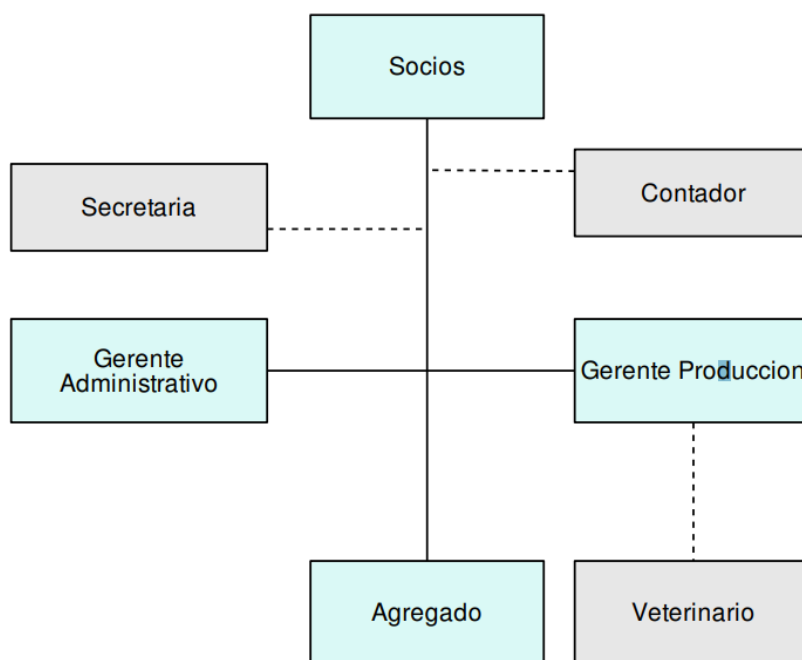 Socios
Secretaria
Contador
Gerente
Administrativo
Gerente Produccion
Agregado
Veterinario